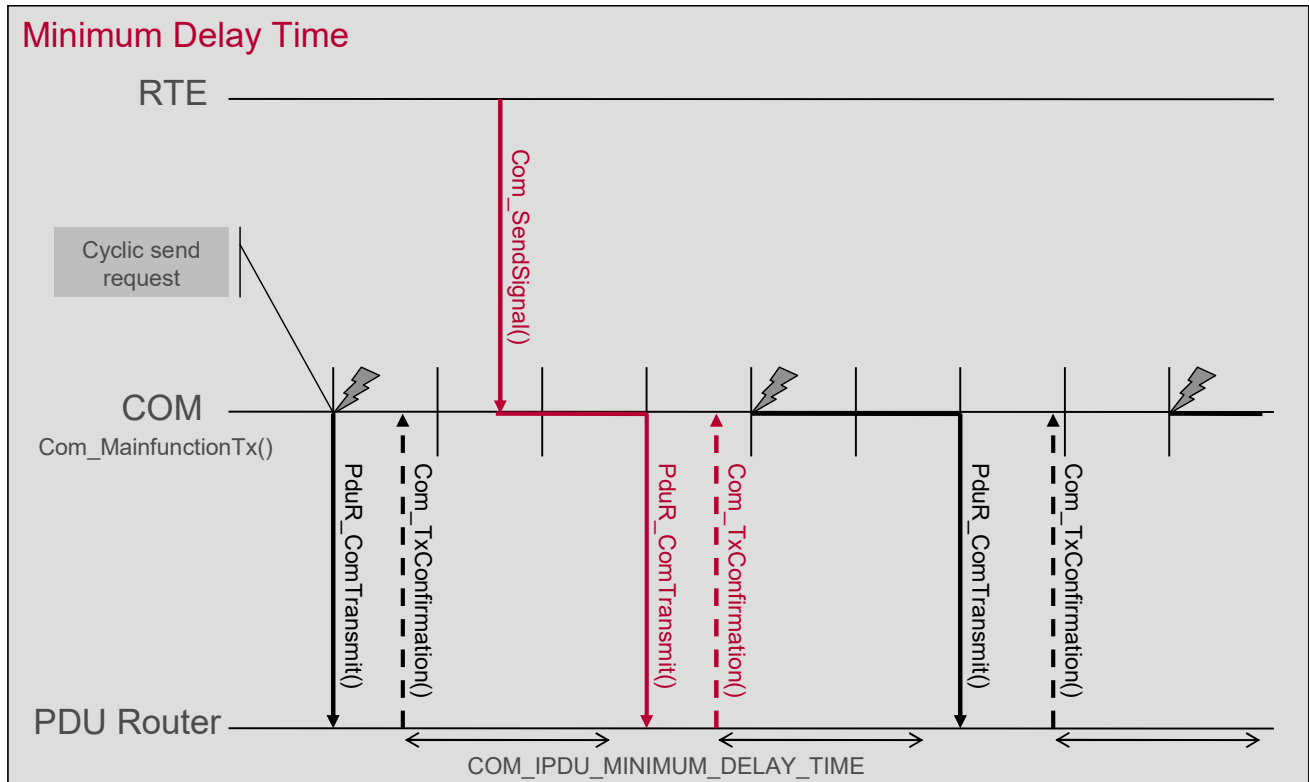 Minimum Delay Time
RTE
Com_SendSignal()
Cyclic send
request
COM
Com_MainfunctionTx()
PduR_ComTransmit()
Com_TxConfirmation()
PduR_ComTransmit()
Com_TxConfirmation()
PduR_ComTransmit()
Com_TxConfirmation()
PDU Router
COM_IPDU_MINIMUM_DELAY_TIME